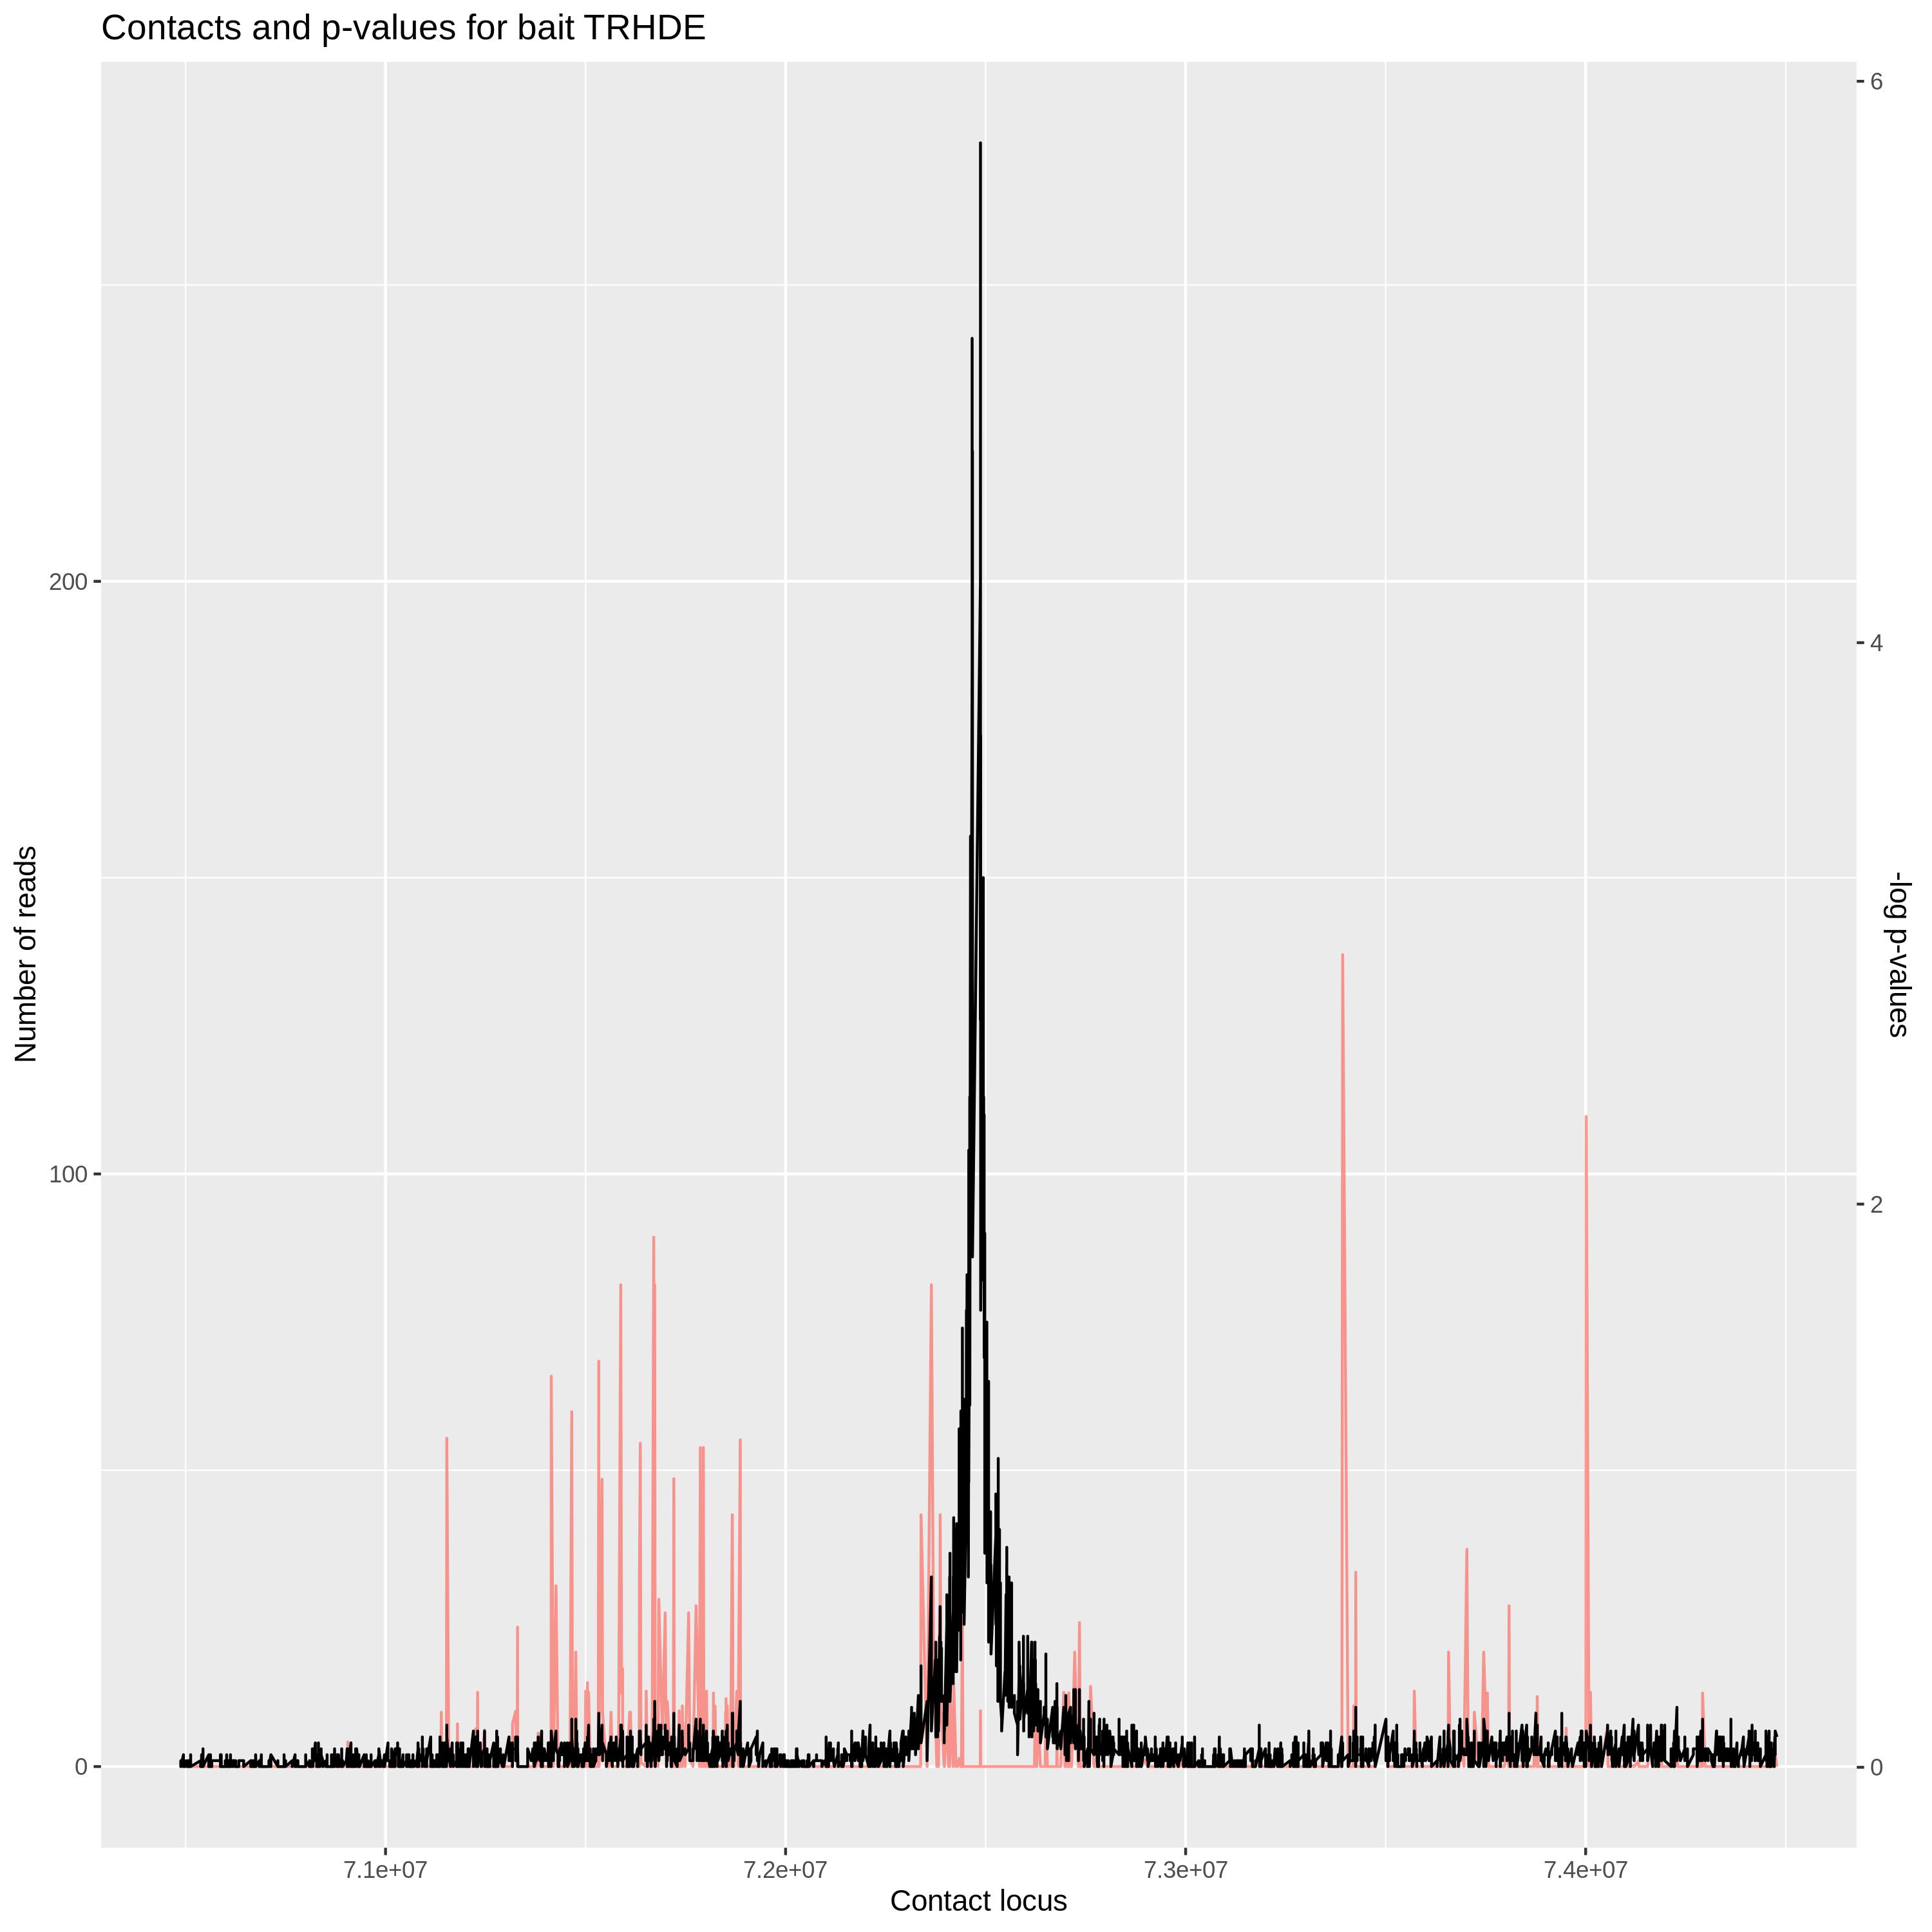 Contacts and p-values for bait TRHDE
6
200
4
Number of reads
-log p-values
100
2
0
0
7.1e+07
7.2e+07
7.3e+07
7.4e+07
Contact locus